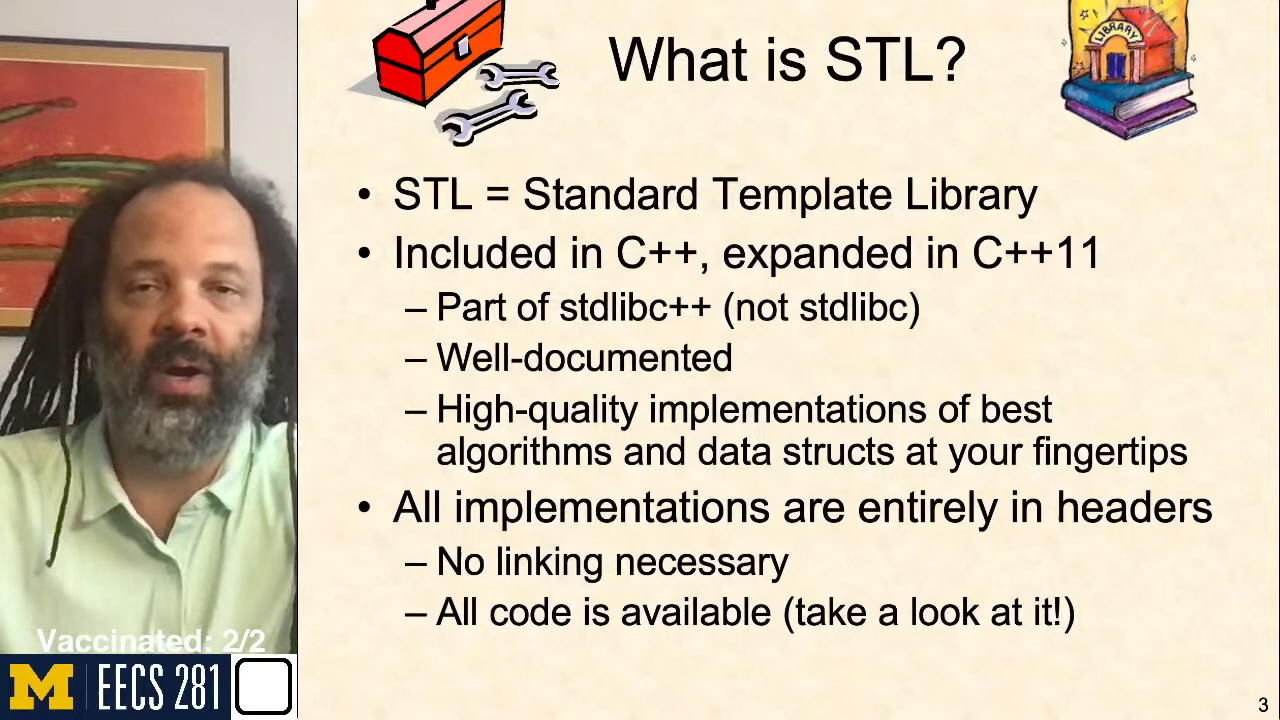 What is STL?
LIBRARY
• STL = Standard Template Library
• Included in C++, expanded in C++11
– Part of stdlibc++ (not stdlibc)
– Well-documented
– High-quality implementations of best
algorithms and data structs at your fingertips
• All implementations are entirely in headers
– No linking necessary
– All code is available (take a look at it!)
Vaccinated: 2/2
M EECS 281
3